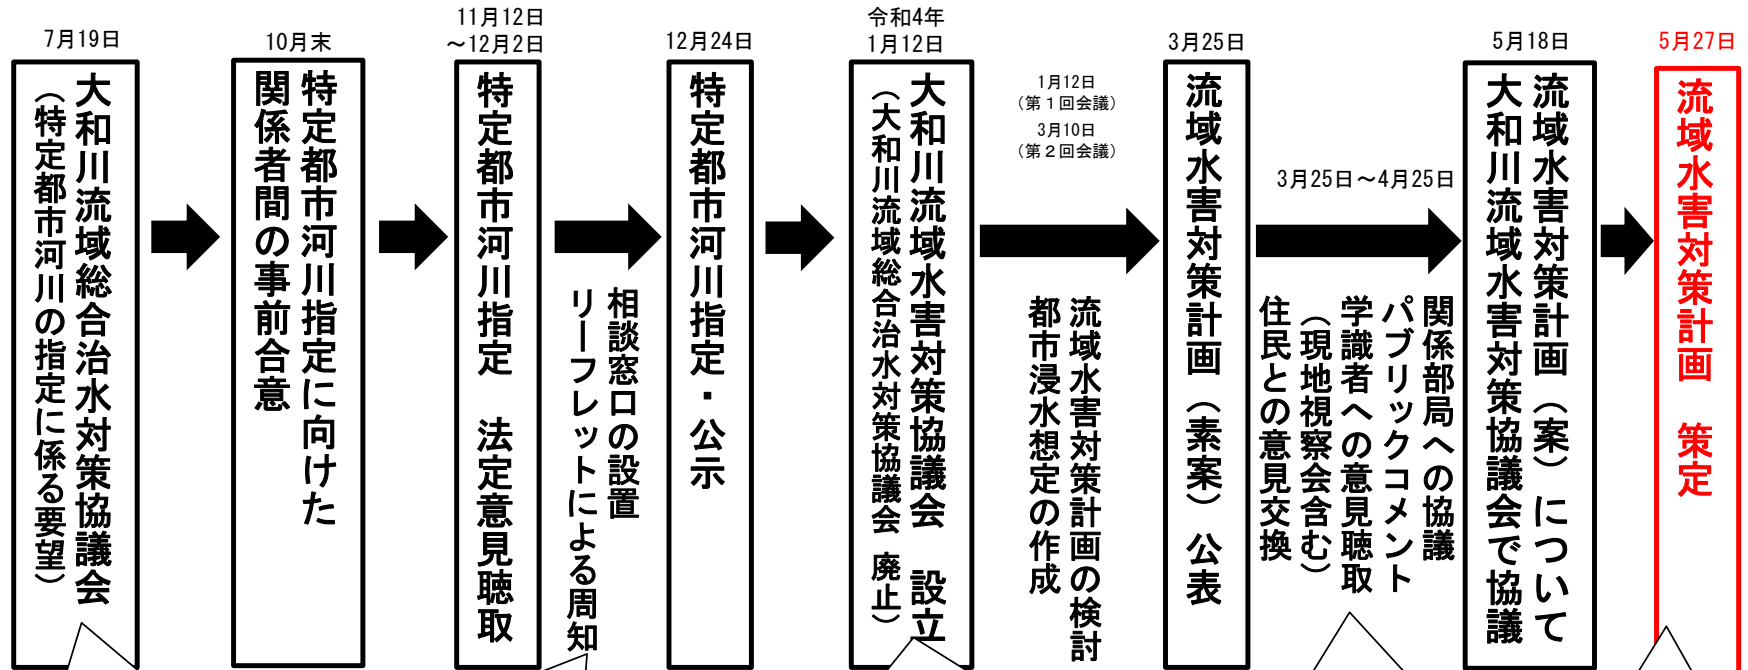 7月19日
大和川流域総合治水対策協議会
（特定都市河川の指定に係る要望）
10月末
特定都市河川指定に向けた
関係者間の事前合意
11月12日
～12月2日
特定都市河川指定　法定意見聴取
相談窓口の設置
リーフレットによる周知
12月24日
特定都市河川指定・公示
令和4年
1月12日
大和川流域水害対策協議会　設立
（大和川流域総合治水対策協議会 廃止）
1月12日
（第１回会議）
3月10日
（第２回会議）
流域水害対策計画の検討
都市浸水想定の作成
3月25日
流域水害対策計画（素案）公表
3月25日～4月25日
関係部局への協議
パブリックコメント
学識者への意見聴取
（現地視察会含む）
住民との意見交換
5月18日
流域水害対策計画（案）について
大和川流域水害対策協議会で協議
5月27日
流域水害対策計画　策定